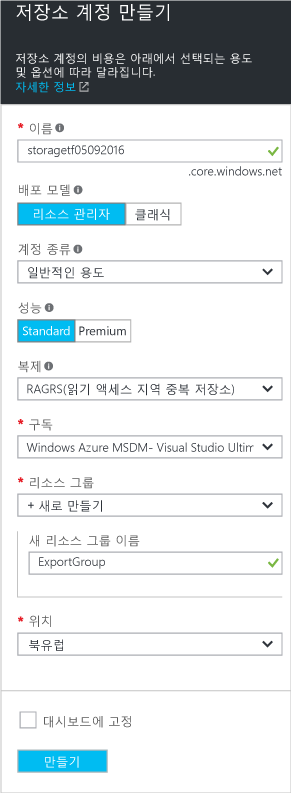 저장소 계정 만들기
저장소 계정의 비용은 아래에서 선택되는 용도
및 옵션에 따라 달라집니다.
자세한 정보
* 이름
storagetf05092016
.core.windows.net
배포 모델
리소스 관리자 클래식
계정 종류
일반적인 용도
성능
Standard Premium
복제
RAGRS(읽기 액세스 지역 중복 저장소)
* 구독
Windows Azure MSDM- Visual Studio Ultim
* 리소스 그룹
+ 새로 만들기
새 리소스 그룹 이름
ExportGroup
* 위치
북유럽
대시보드에 고정
만들기